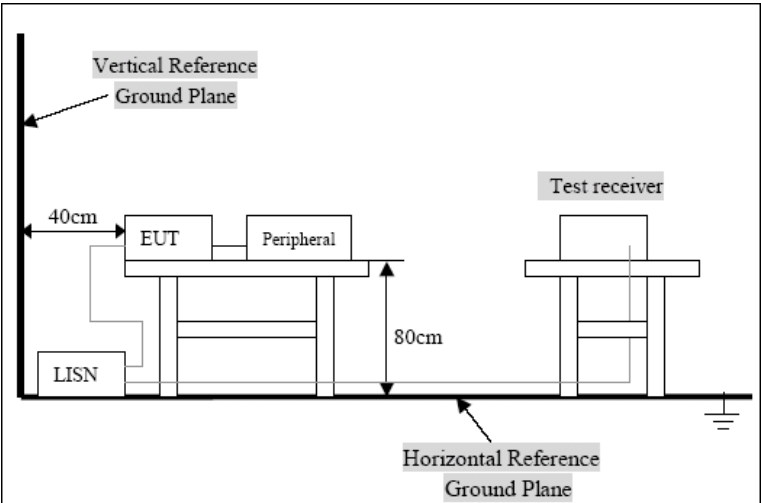 Vertical Reference
Ground Plane
Test receiver
40cm
EUT
Peripheral
80cm
LISN
Horizontal Reference
Ground Plane